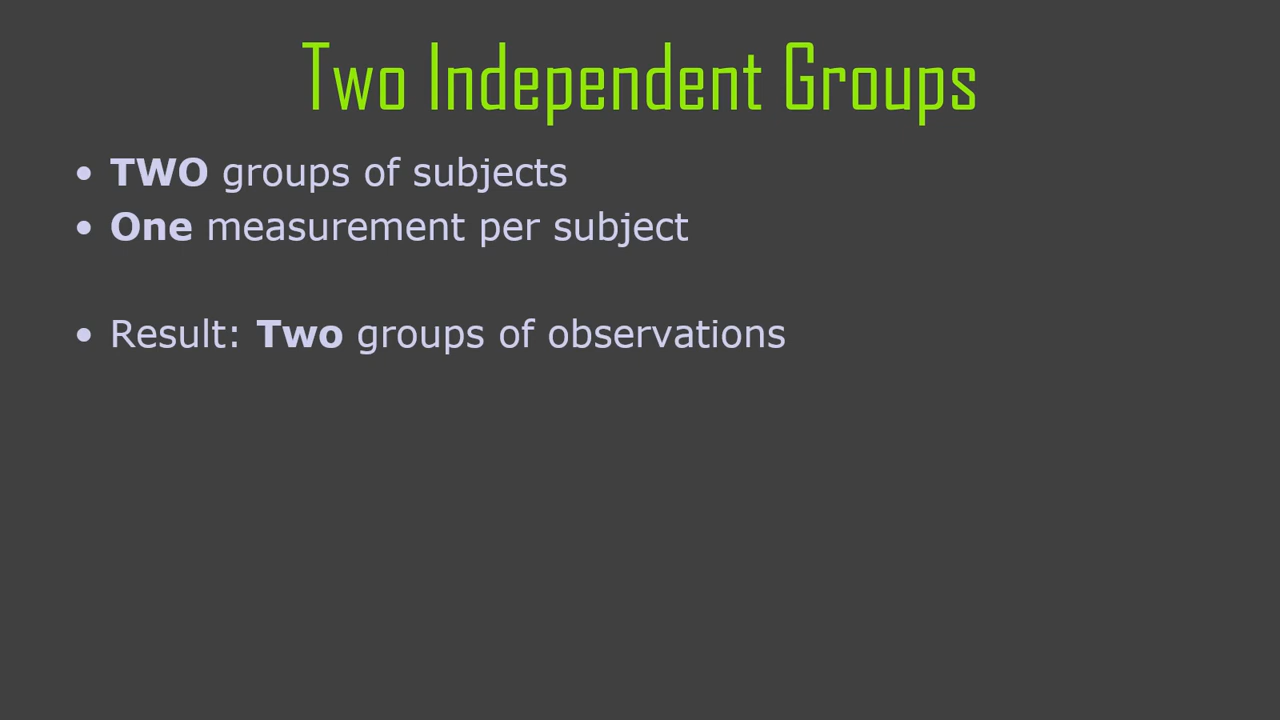 Two Independent Groups
• TWO groups of subjects
• One measurement per subject
• Result: Two groups of observations